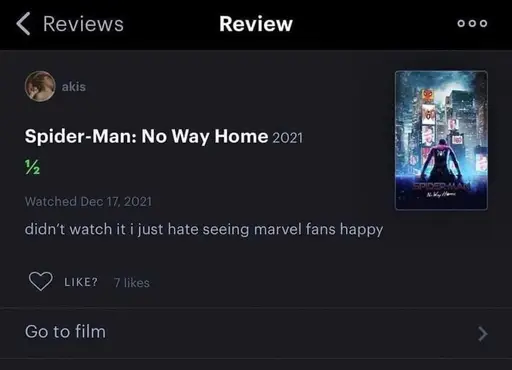 Reviews
Review
akis
Spider-Man: No Way Home 2021
½
Watched Dec 17, 2021
didn't watch it i just hate seeing marvel fans happy
SPIDER-MAN
No Way Home
LIKE?
7 likes
Go to film